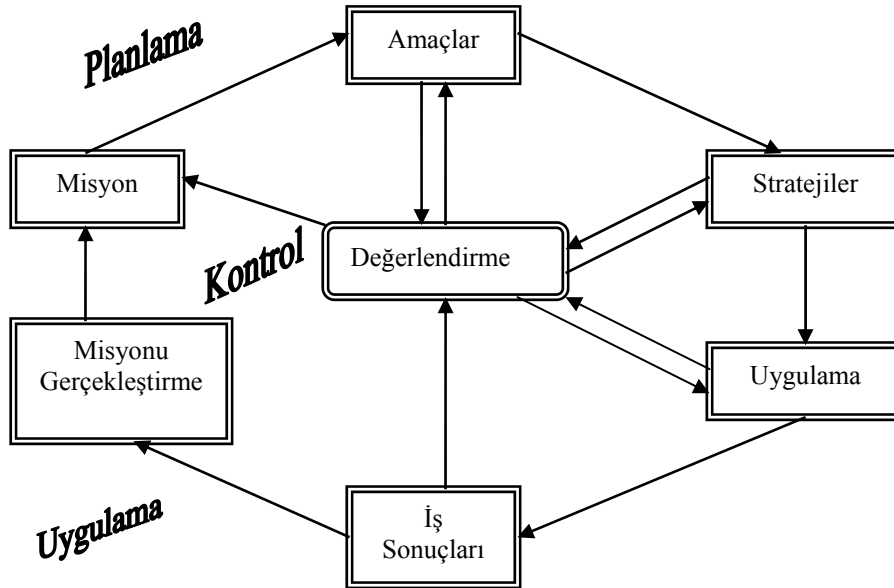 Planlama
Amaçlar
Misyon
Stratejiler
Kontrol
Değerlendirme
Misyonu
Gerçekleştirme
Uygulama
Uygulama
İş
Sonuçları